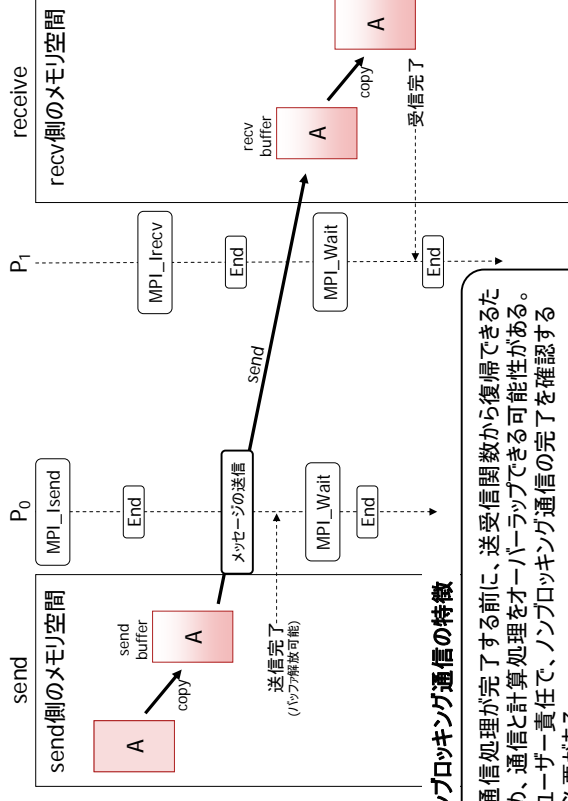 send
P0
P1
receive
send側のメモリ空間
recv側のメモリ空間
MPI_Isend
MPI_Irecv
A
copy
send
buffer
A
End
End
メッセージの送信
send
recv
buffer
A
copy
A
送信完了
(バッファ解放可能)
MPI_Wait
MPI_Wait
End
End
受信完了
ブロッキング通信の特徴
通信処理が完了する前に、送受信関数から復帰できるた
め、通信と計算処理をオーバーラップできる可能性がある。
ユーザー責任で、ノンブロッキング通信の完了を確認する
必要がある